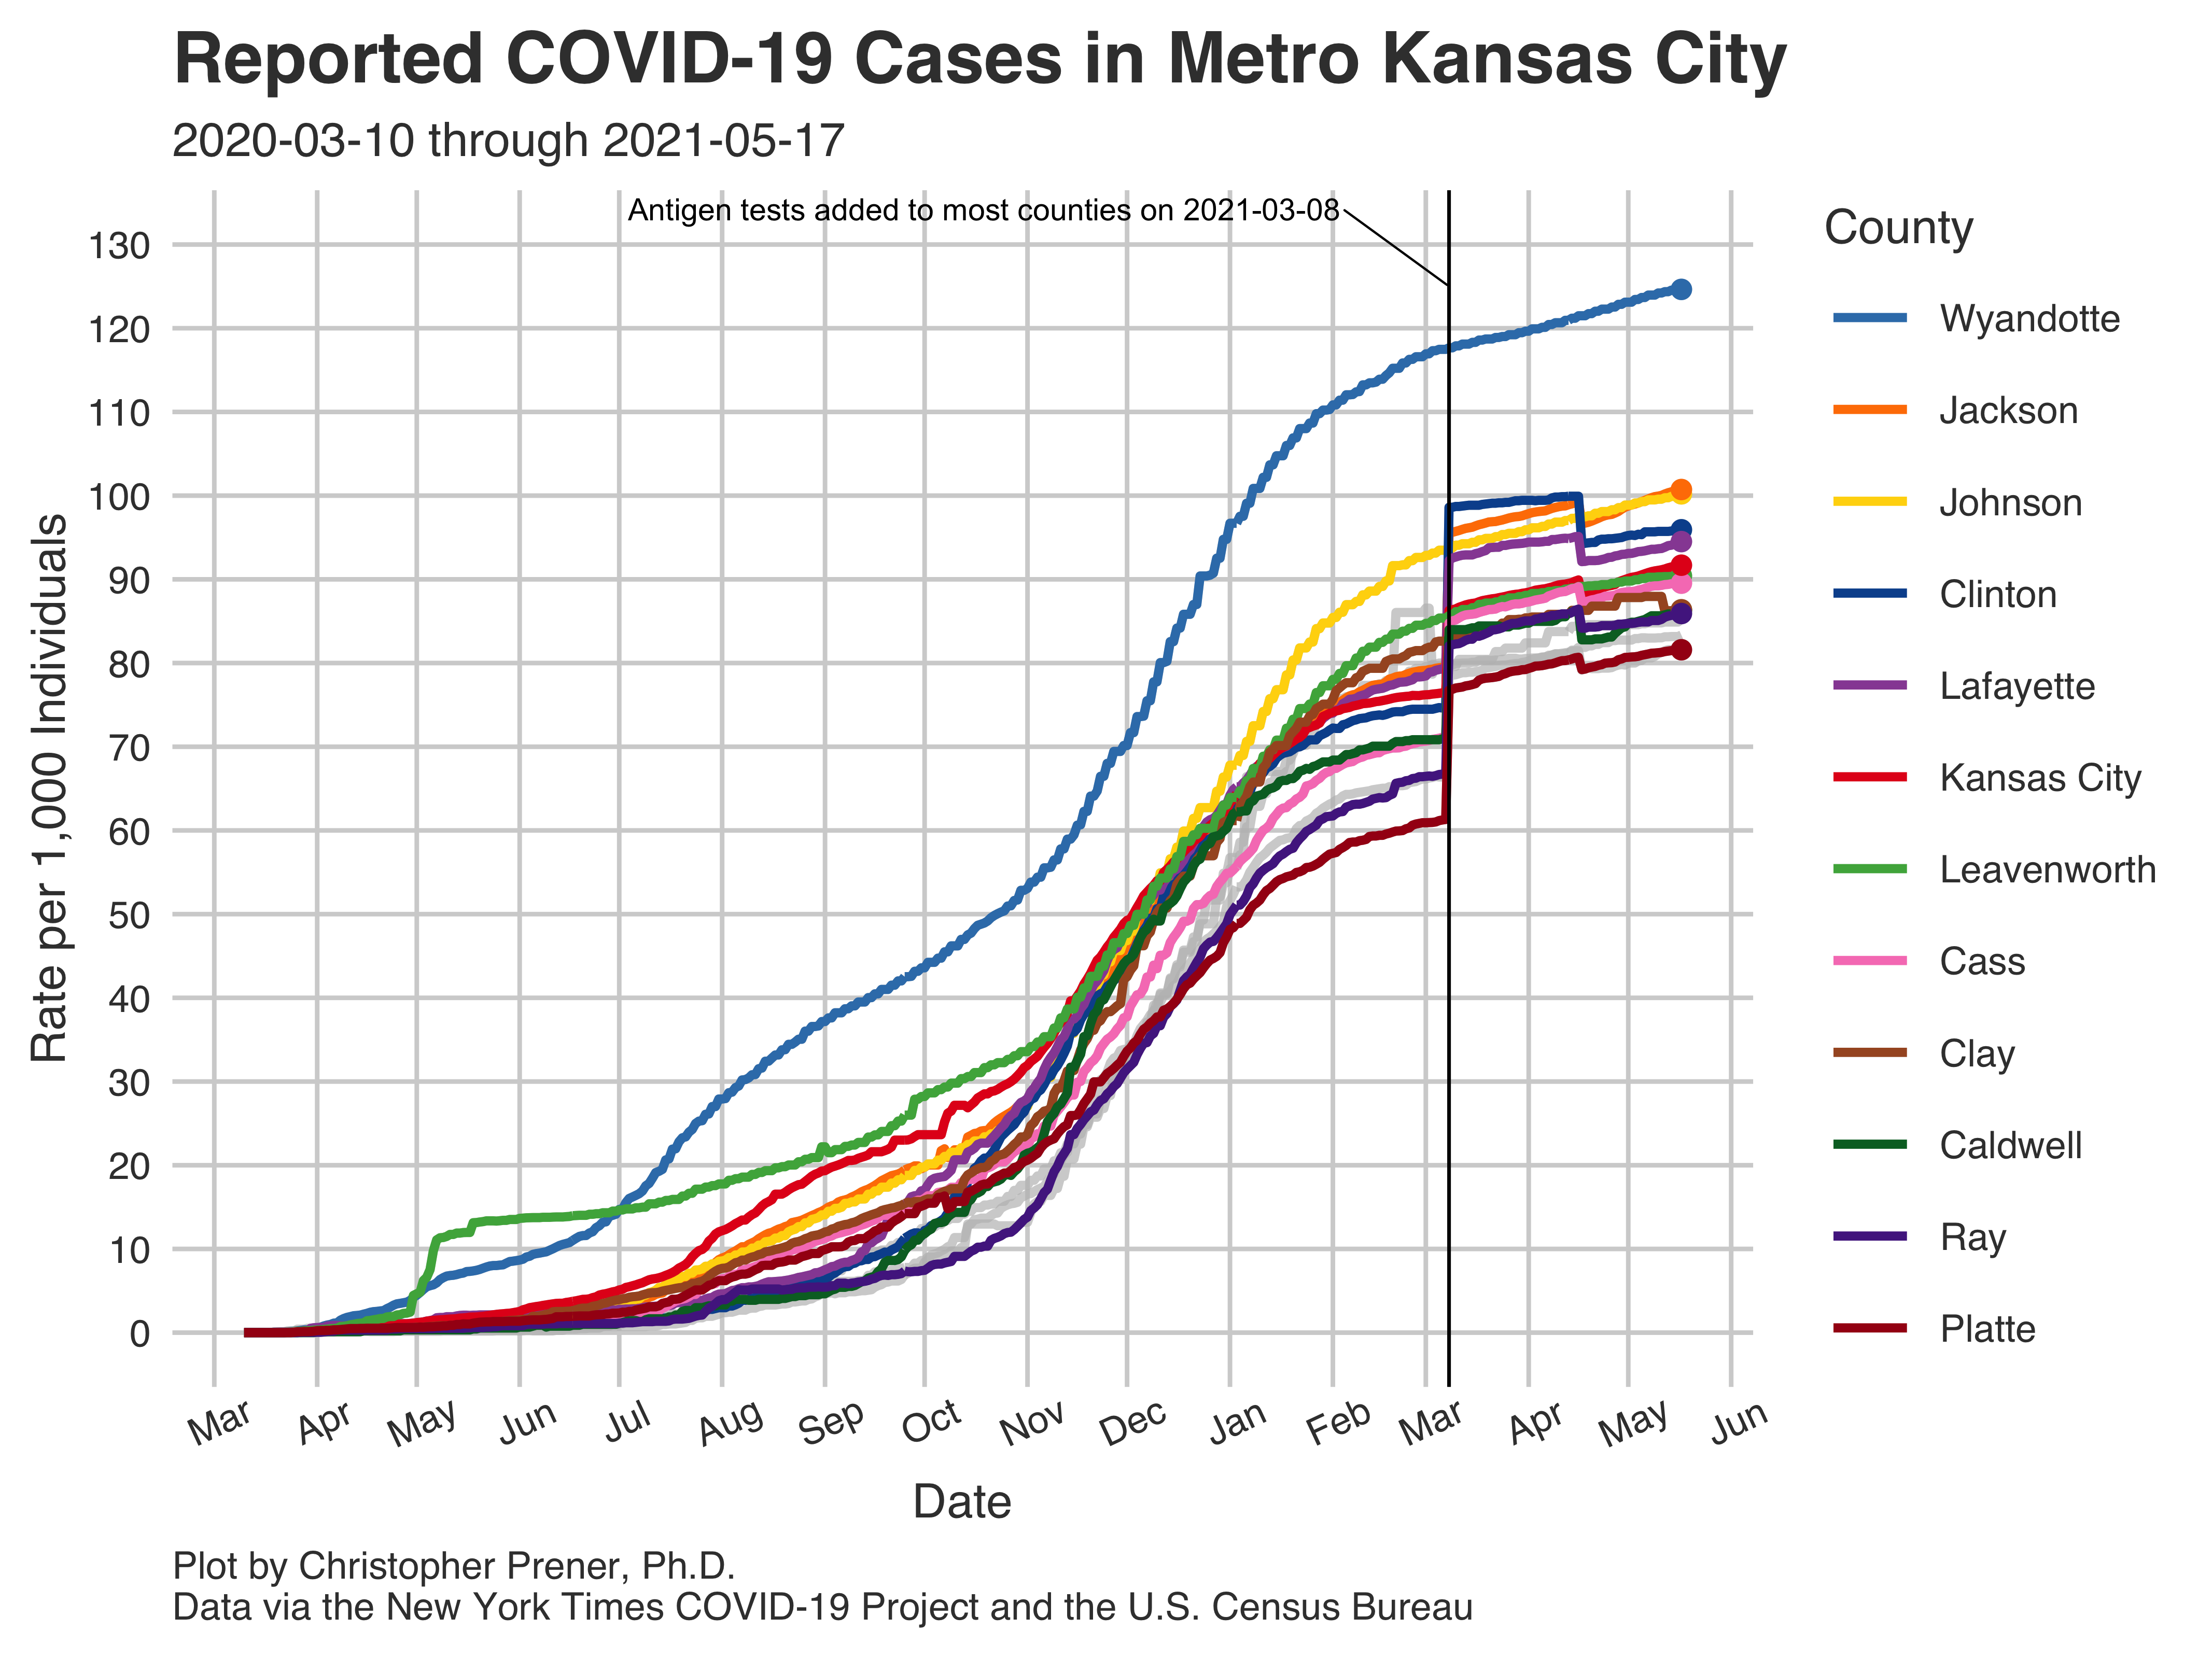 Reported COVID-19 Cases in Metro Kansas City
2020-03-10 through 2021-05-17
Antigen tests added to most counties on 2021-03-08
Rate per 1,000 Individuals
130
120
110
100
90
80
70
60
50
40
30
20
10
0
Mar
Apr
May
Jun
Jul
Aug
Sep
Oct
Nov
Dec
Jan
Feb
Mar
Apr
May
Jun
Date
County
Wyandotte
Jackson
Johnson
Clinton
Lafayette
Kansas City
Leavenworth
Cass
Clay
Caldwell
Ray
Platte
Plot by Christopher Prener, Ph.D.
Data via the New York Times COVID-19 Project and the U.S. Census Bureau